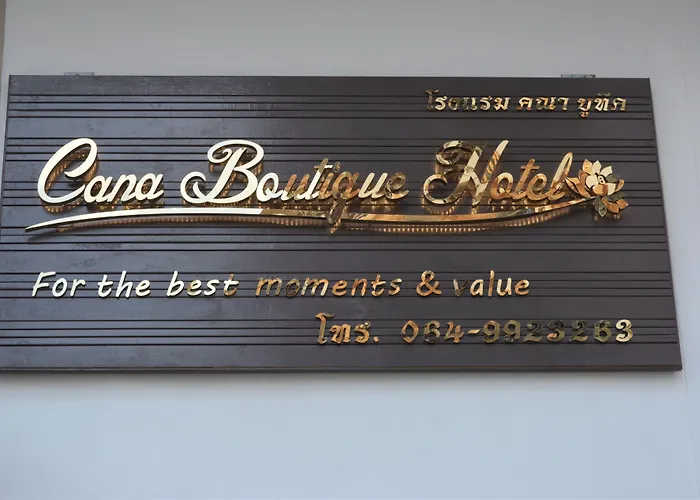 โรงแรม คณา บูทีค
Cana Boutique Hotel
For the best moments & value
โทร. 064-9923263